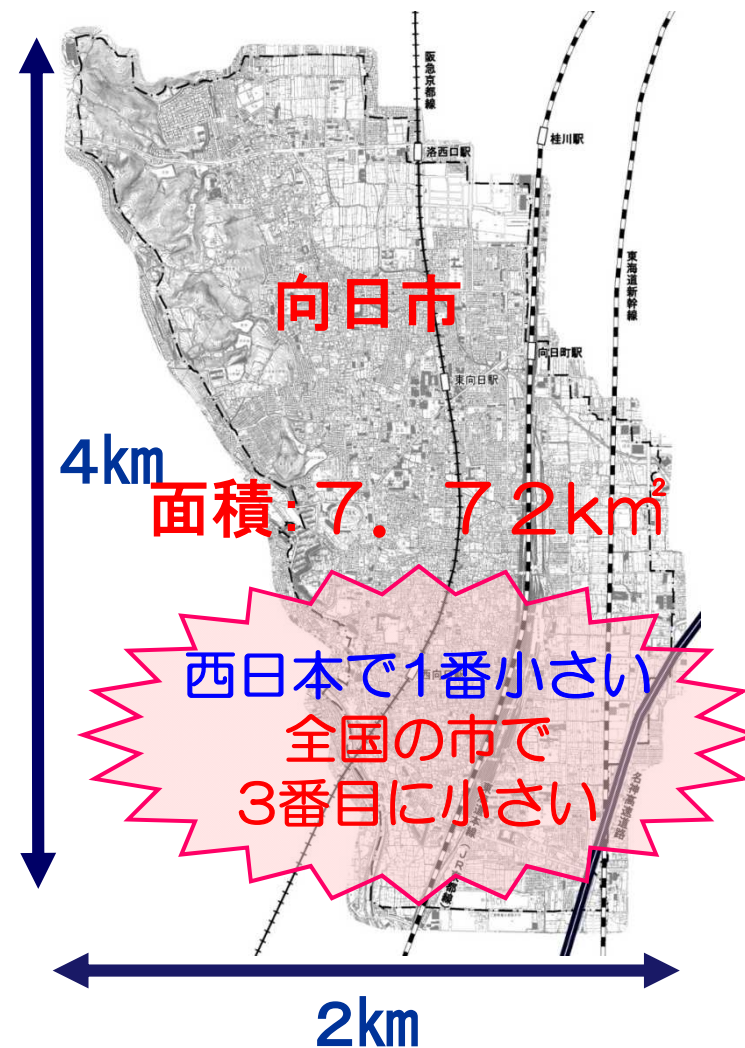 阪急京都線
桂川駅
洛西口駅
東海道新幹線
向日市
向日町駅
東向日駅
4km
面積:7.72km²
西日本で1番小さい
全国の市で
3番目に小さい
名神高速道路
2km